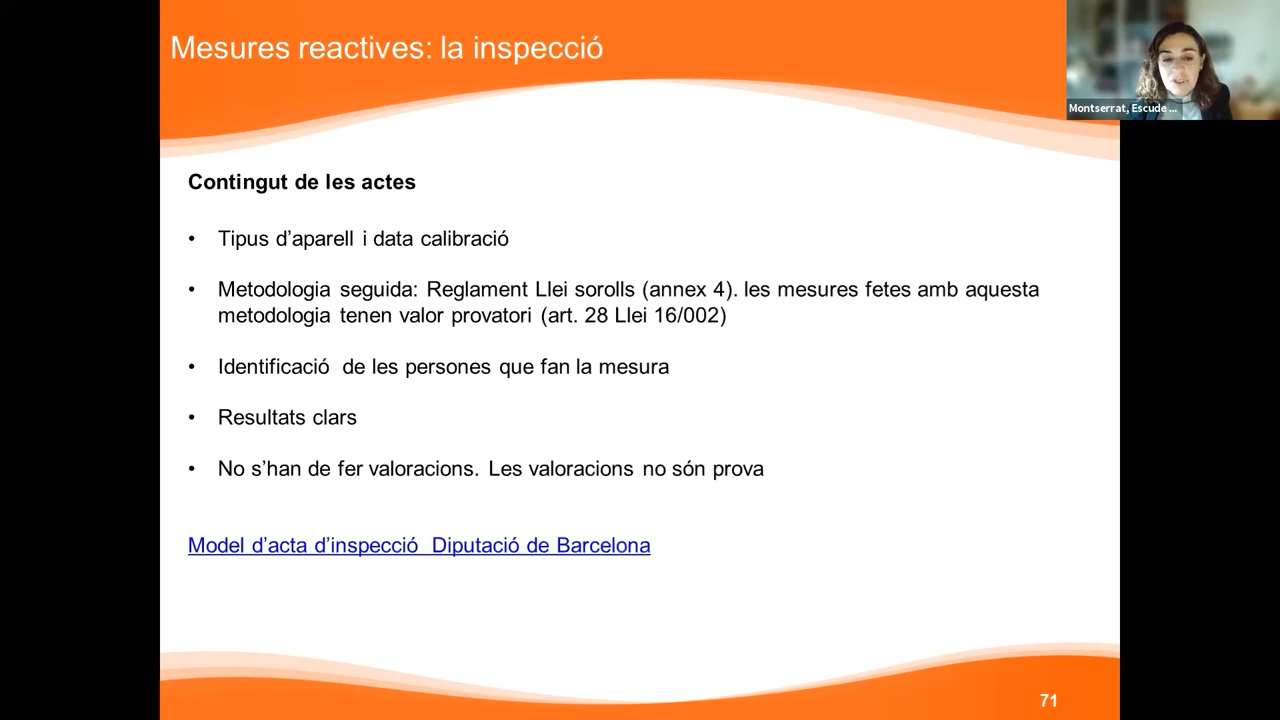 Mesures reactives: la inspecció
Montserrat, Escude ...
Contingut de les actes
• Tipus d’aparell i data calibració
• Metodologia seguida: Reglament Llei sorolls (annex 4). les mesures fetes amb aquesta
metodologia tenen valor provatori (art. 28 Llei 16/002)
• Identificació de les persones que fan la mesura
• Resultats clars
• No s’han de fer valoracions. Les valoracions no són prova
Model d’acta d’inspecció Diputació de Barcelona
71